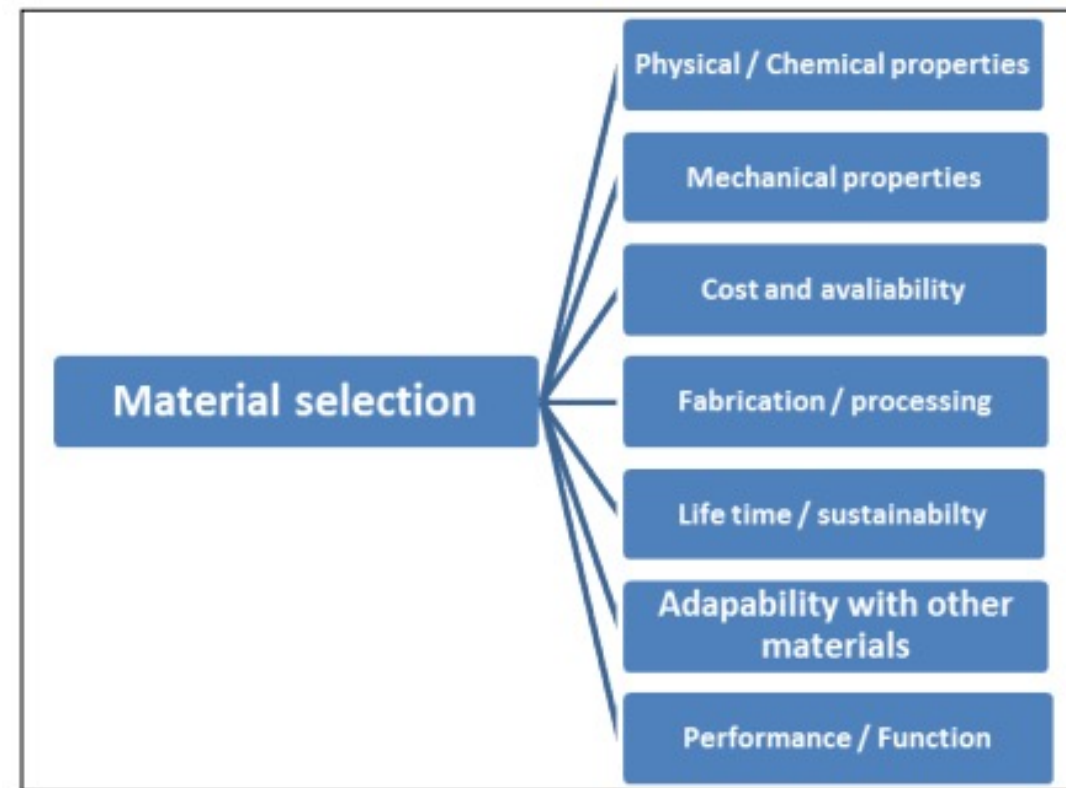 Physical / Chemical properties
Mechanical properties
Cost and avaliability
Material selection
Fabrication / processing
Life time / sustainabilty
Adapability with other
materials
Performance / Function